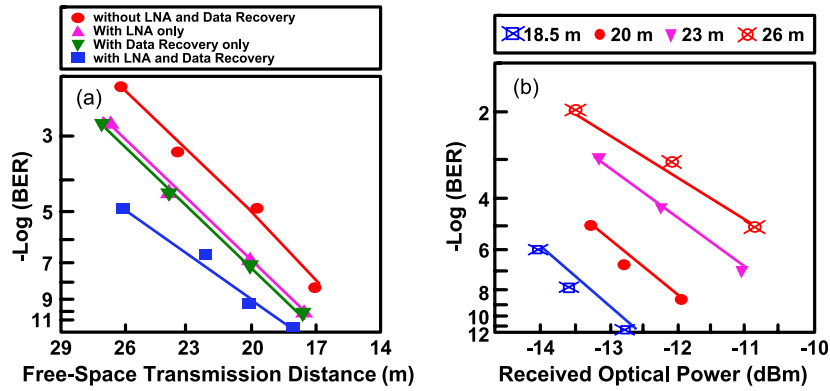 without LNA and Data Recovery
With LNA only
With Data Recovery only
with LNA and Data Recovery
(a)
3
5
7
9
11
-Log (BER)
29
26
23
20
17
14
Free-Space Transmission Distance (m)
18.5 m
20 m
23 m
26 m
(b)
2
4
6
8
10
12
-Log (BER)
-14
-13
-12
-11
-10
Received Optical Power (dBm)